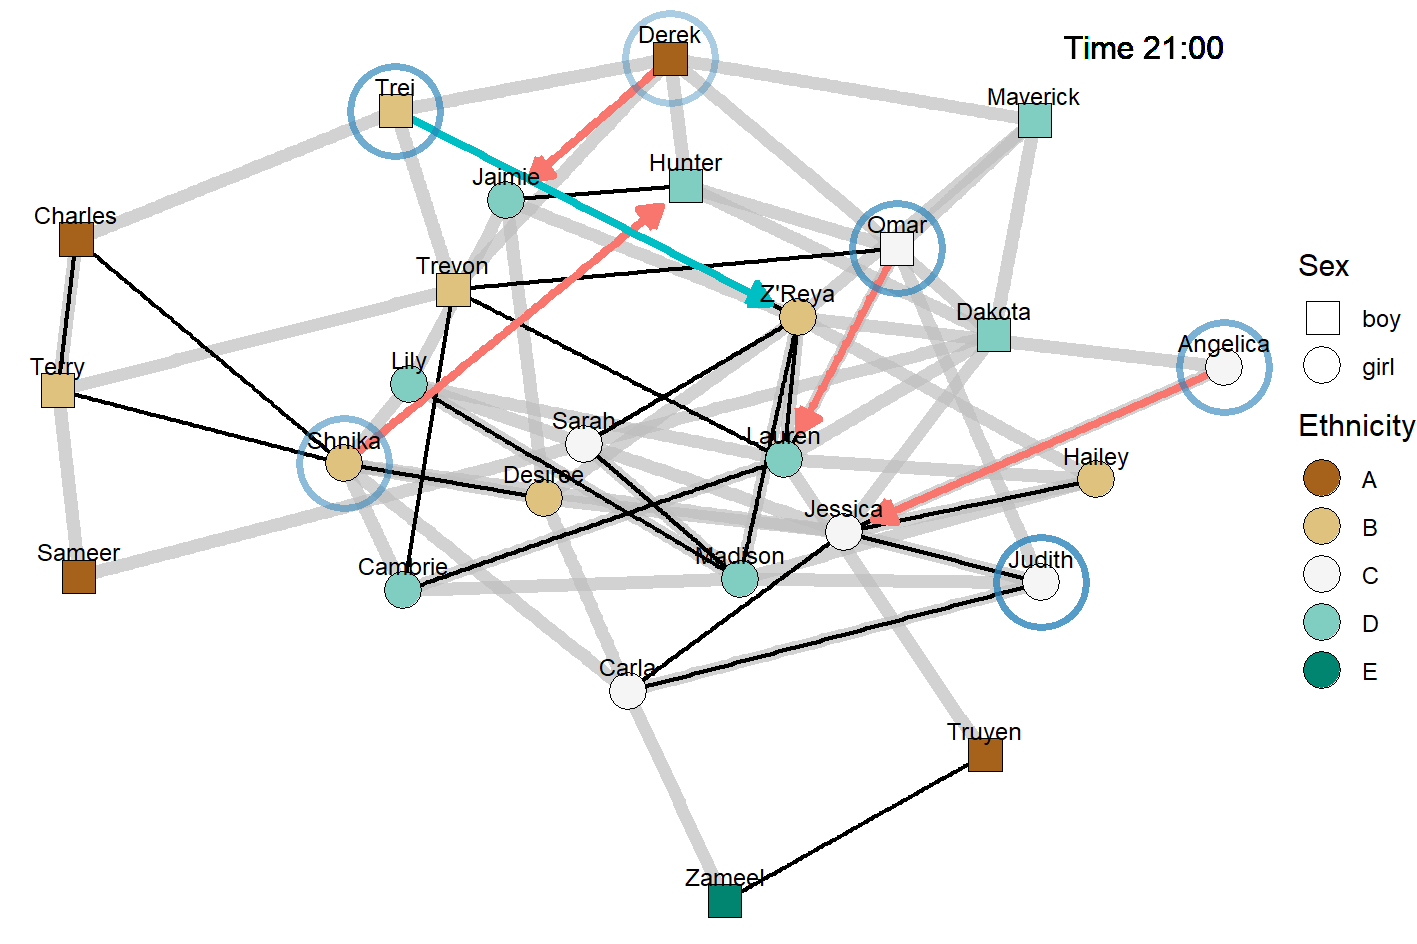 Derek
Time 21:00
Trei
Maverick
Hunter
Jaimie
Charles
Omar
Trevon
Sex
Z'Reya
Dakota
boy
Angelica
Lily
Terry
girl
Sarah
Ethnicity
Shnika
Lauren
Hailey
Desiree
A
Jessica
B
Sameer
Madison
Judith
Cambrie
C
D
Carla
E
Truyen
Zameel